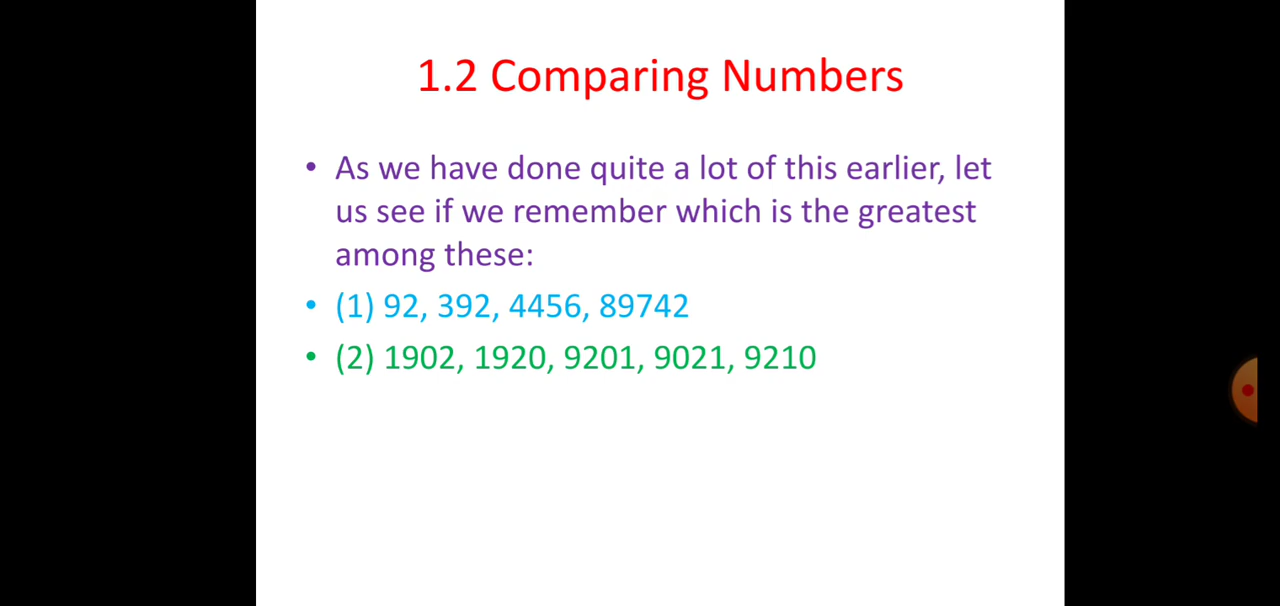 1.2 Comparing Numbers
• As we have done quite a lot of this earlier, let
us see if we remember which is the greatest
among these:
• (1) 92, 392, 4456, 89742
• (2) 1902, 1920, 9201, 9021, 9210